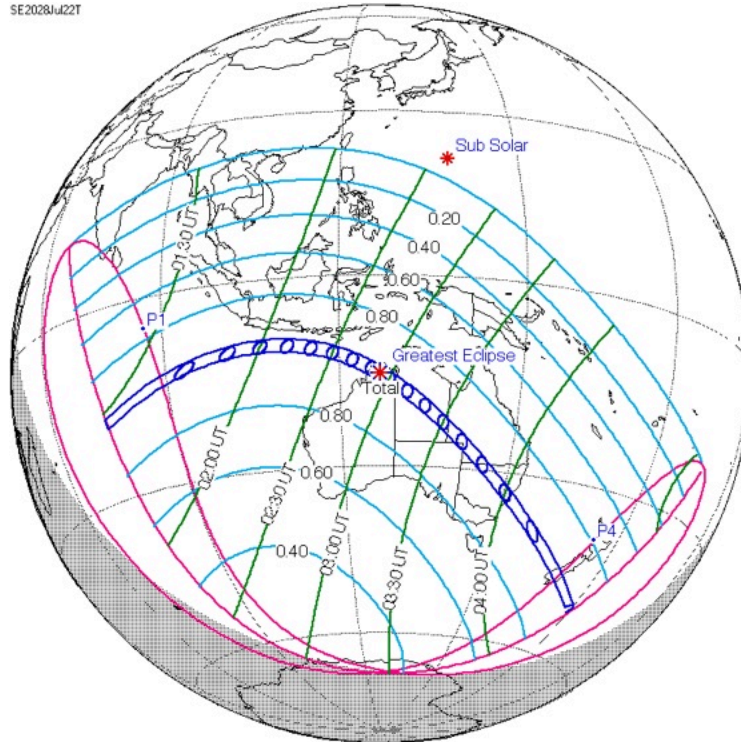 SE2028Jul22T
Sub Solar
0.20
0.40
0.60
0.80
01:30 UT
P1
Greatest Eclipse
Total
0.80
0.60
0.40
02:00 UT
02:30 UT
03:00 UT
03:30 UT
04:00 UT
P4